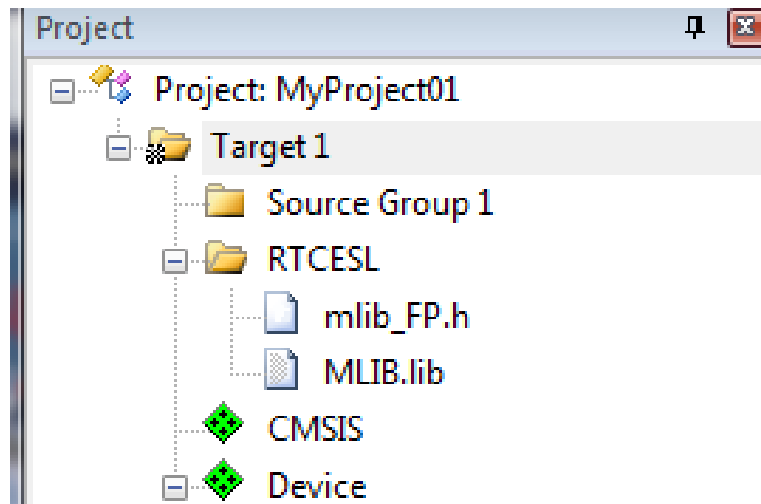 Project
Project: MyProject01
Target 1
Source Group 1
RTCESL
mlib_FP.h
MLIB.lib
CMSIS
Device